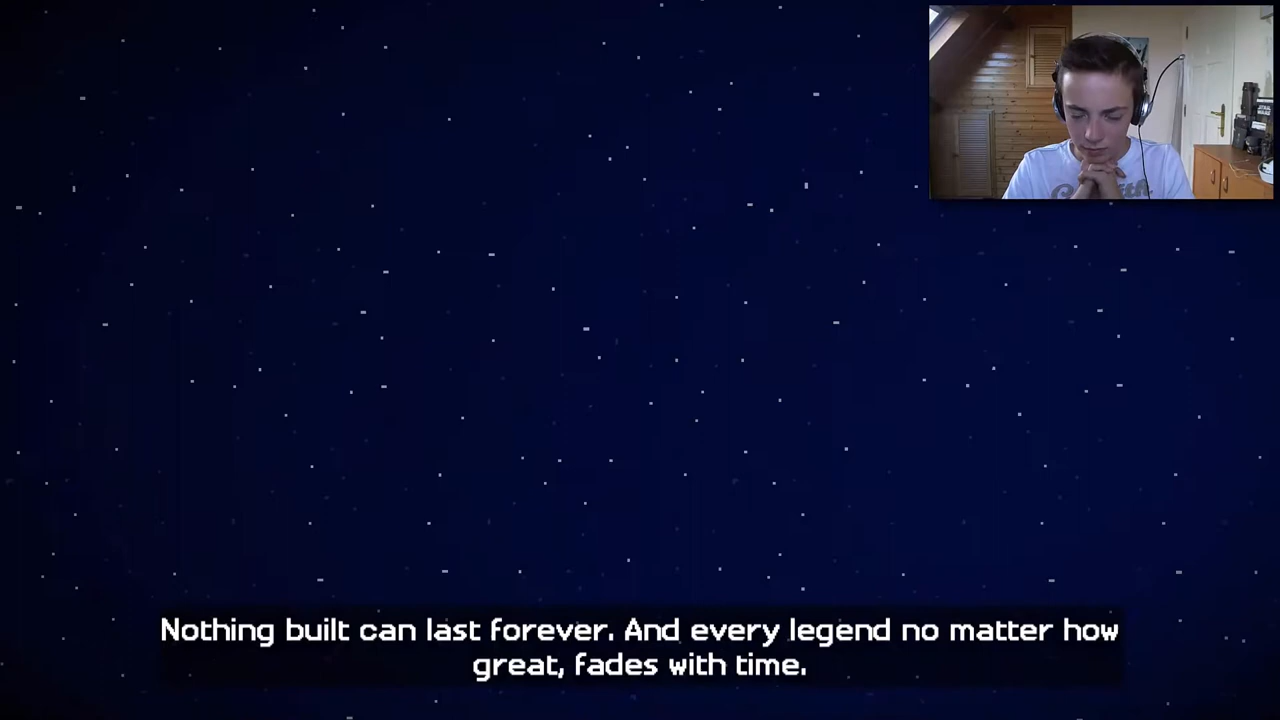 Nothing built can last forever. And every legend no matter how
great, fades with time.